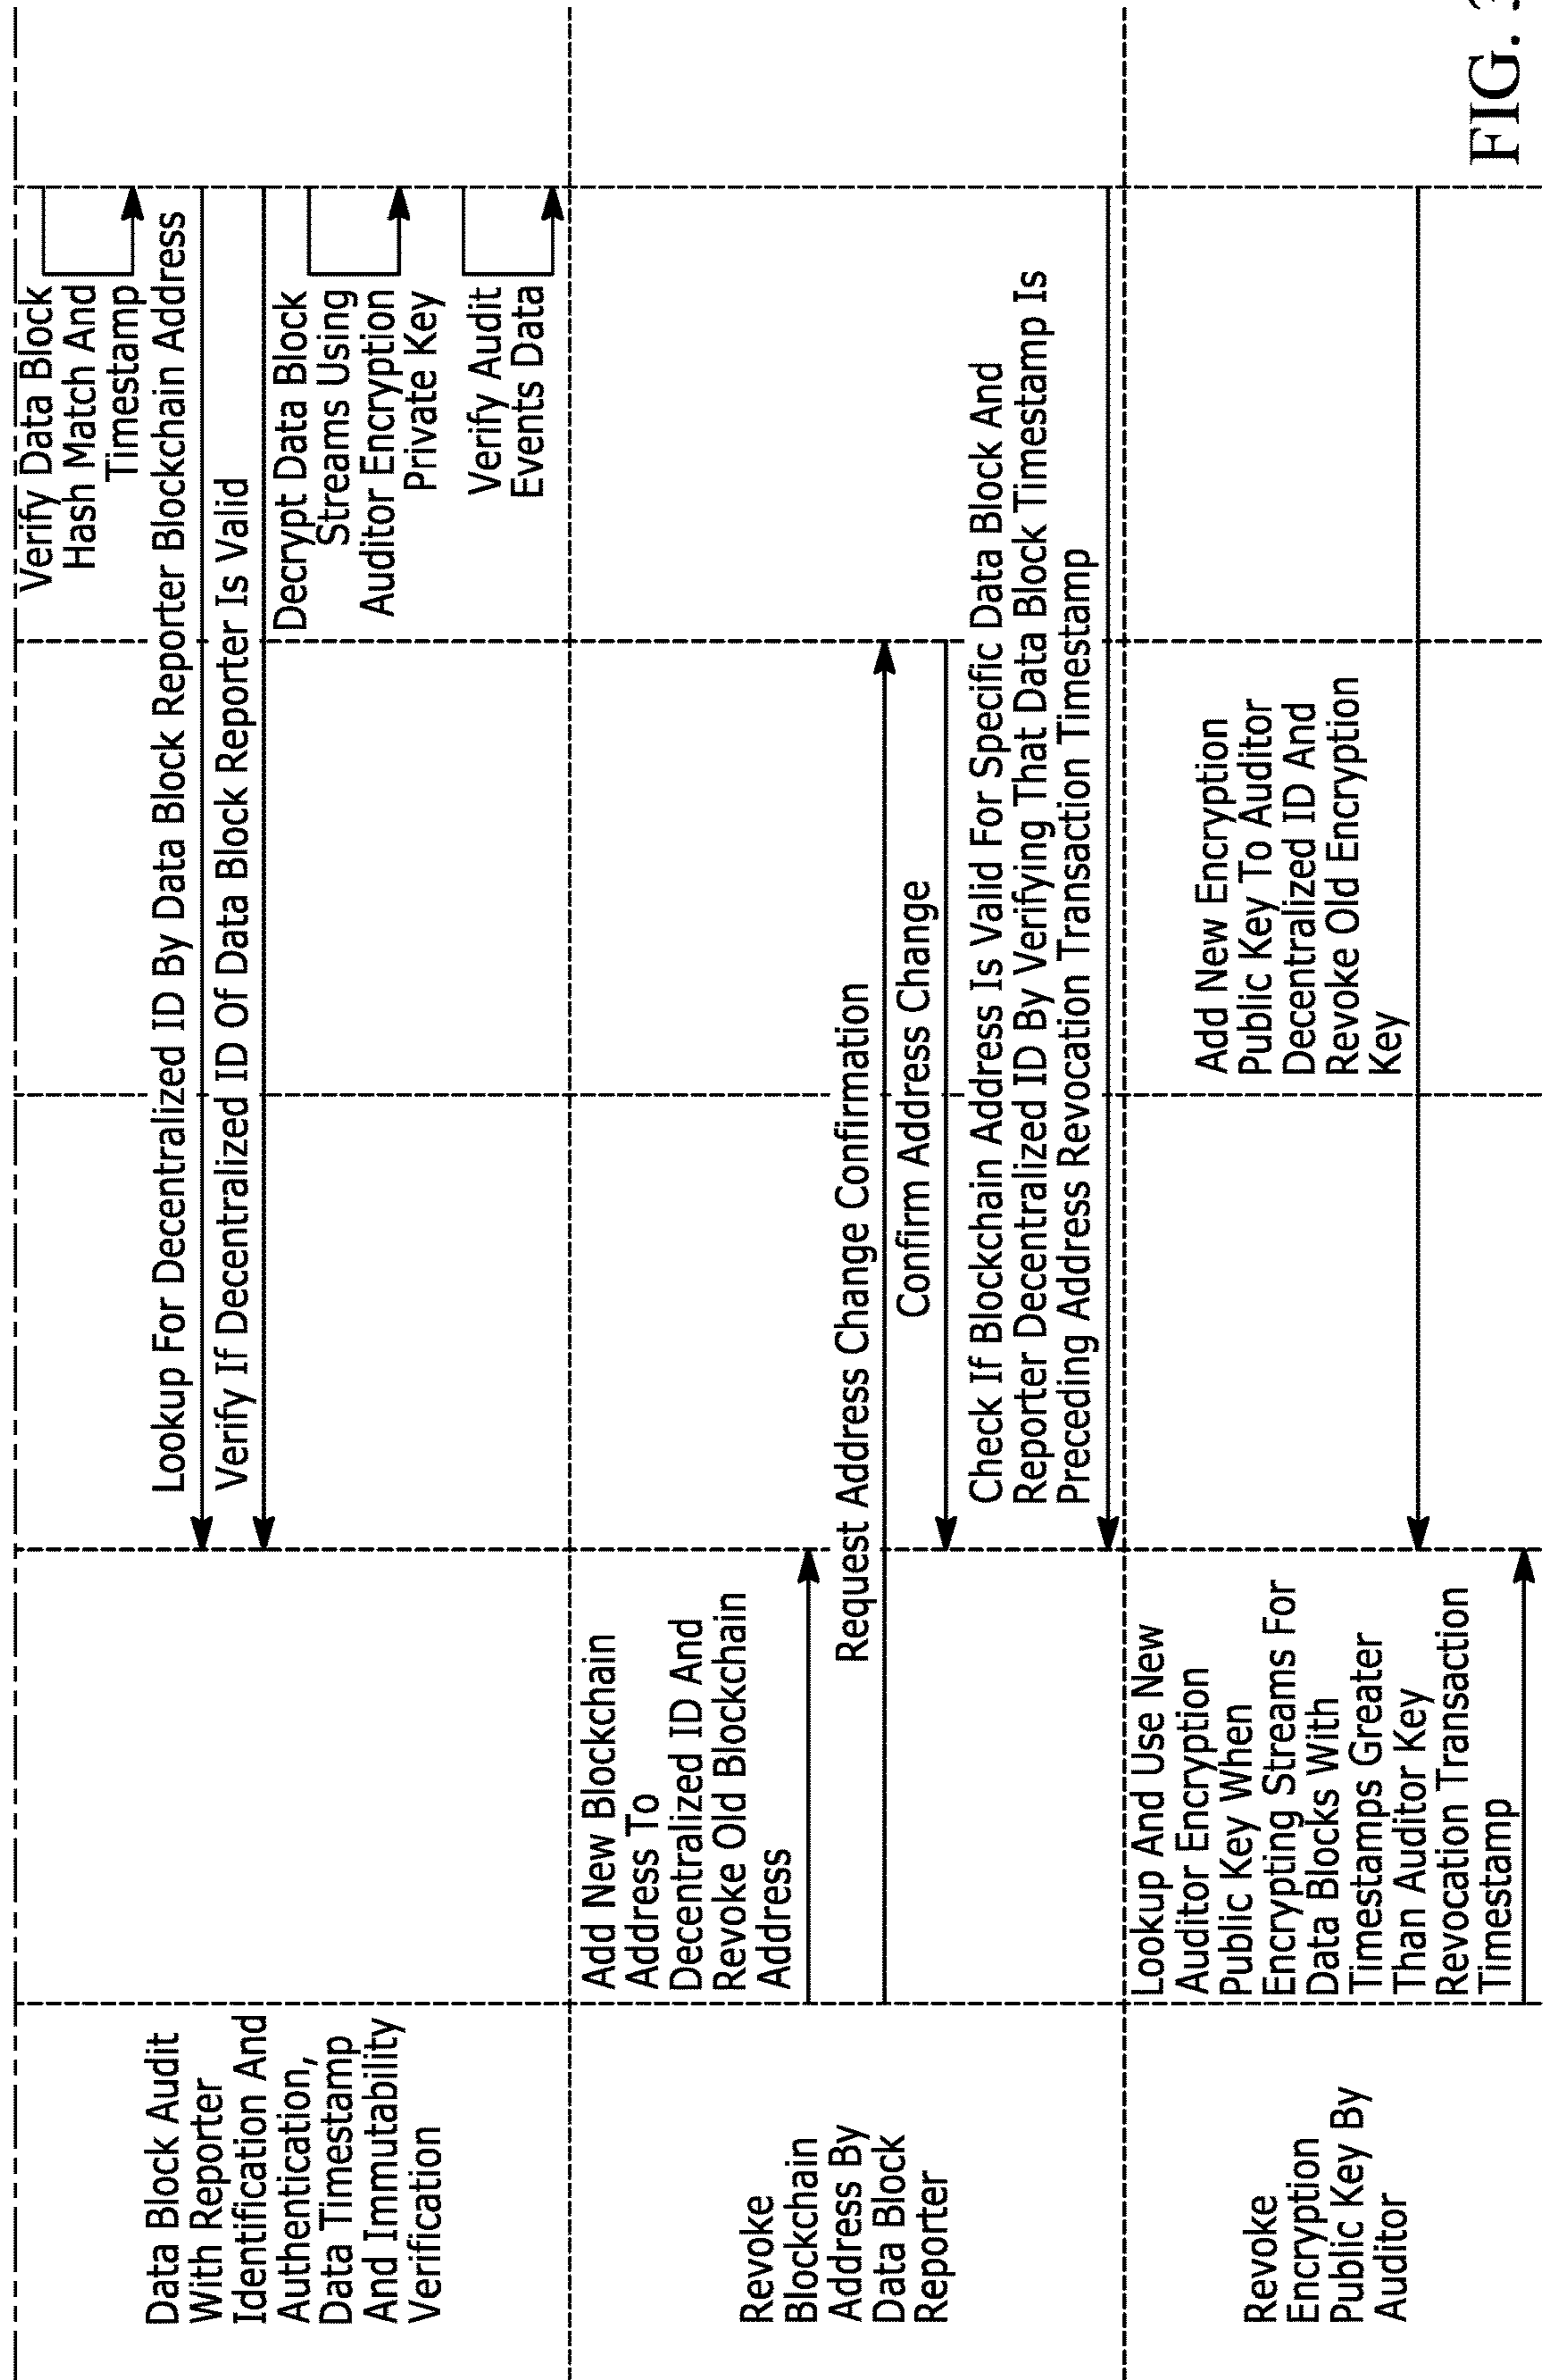 Data Block Audit
With Reporter
Identification And
Authentication,
Data Timestamp
And Immutability
Verification
Verify Data Block
Hash Match And
Timestamp
Lookup For Decentralized ID By Data Block Reporter Blockchain Address
Verify If Decentralized ID Of Data Block Reporter Is Valid
Decrypt Data Block
Streams Using
Auditor Encryption
Private Key
Verify Audit
Events Data
Revoke
Blockchain
Address By
Data Block
Reporter
Add New Blockchain
Address To
Decentralized ID And
Revoke Old Blockchain
Address
Request Address Change Confirmation
Confirm Address Change
Check If Blockchain Address Is Valid For Specific Data Block And
Reporter Decentralized ID By Verifying That Data Block Timestamp Is
Preceding Address Revocation Transaction Timestamp
Revoke
Encryption
Public Key By
Auditor
Add New Encryption
Public Key To Auditor
Decentralized ID And
Revoke Old Encryption
Key
Lookup And Use New
Auditor Encryption
Public Key When
Encrypting Streams For
Data Blocks With
Timestamps Greater
Than Auditor Key
Revocation Transaction
Timestamp
FIG.